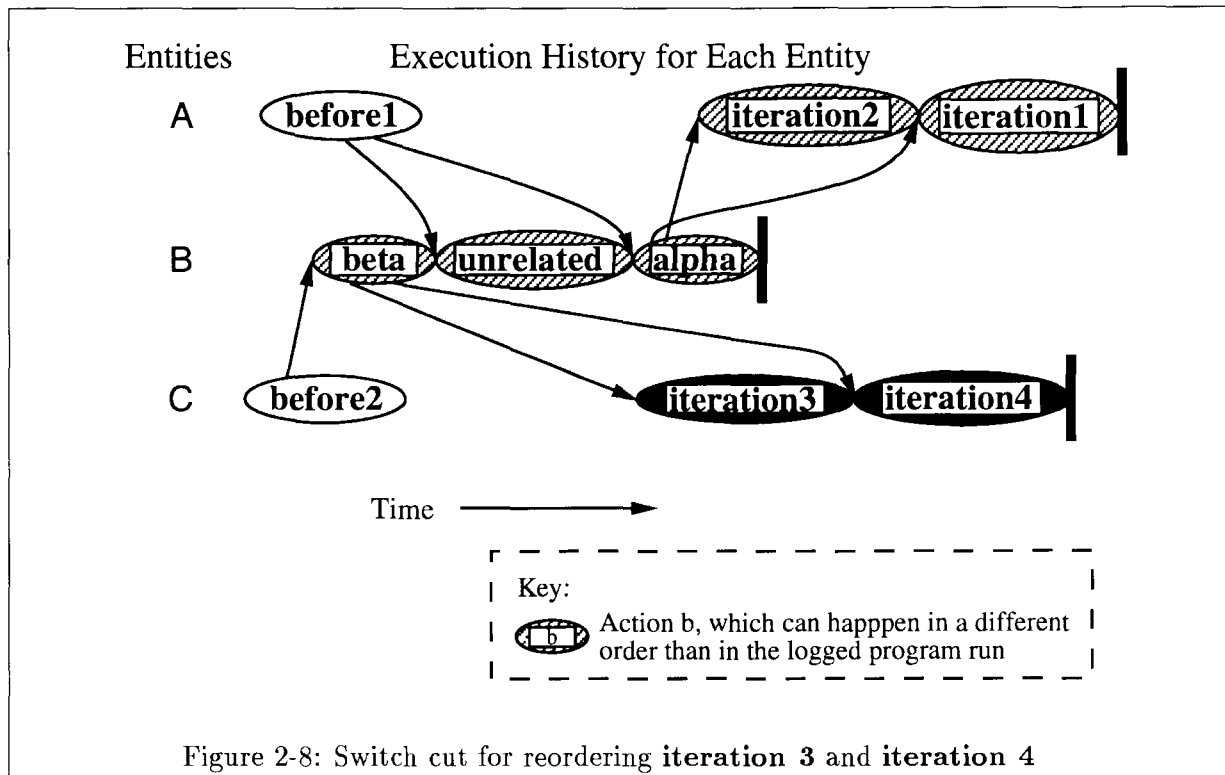 Entities Execution History for Each Entity
A before1 iteration2 iteration1
B beta unrelated alpha
C before2 iteration3 iteration4
Time
Key:
b Action b, which can happpen in a different
order than in the logged program run
Figure 2-8: Switch cut for reordering iteration 3 and iteration 4